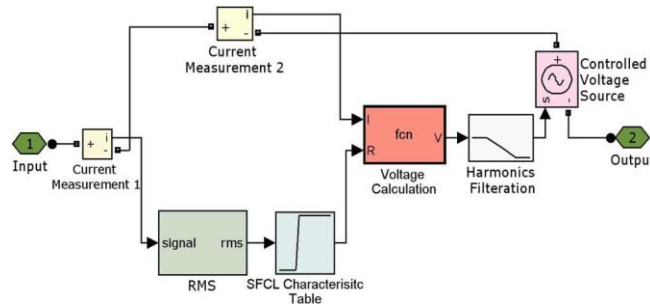 i
+
-
Current
Measurement 2
+
-
s
Controlled
Voltage
Source
1
Input
+
i
-
Current
Measurement 1
I
R
fcn
V
Voltage
Calculation
Harmonics
Filteration
2
Outpu
signal
rms
RMS
SFCL Characterisitc
Table